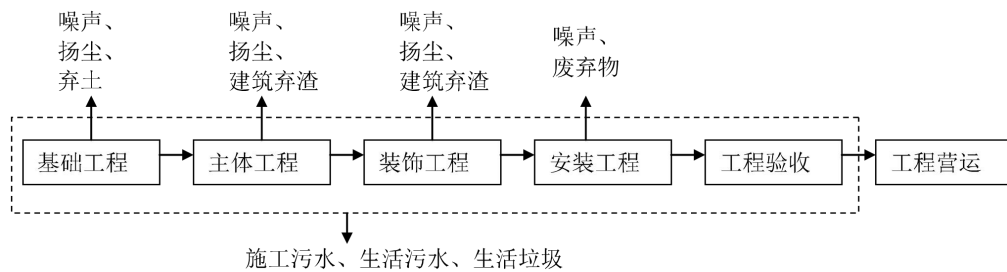 噪声、
扬尘、
弃土
噪声、
扬尘、
建筑弃渣
噪声、
扬尘、
建筑弃渣
噪声、
废弃物
基础工程
主体工程
装饰工程
安装工程
工程验收
工程营运
施工污水、生活污水、生活垃圾